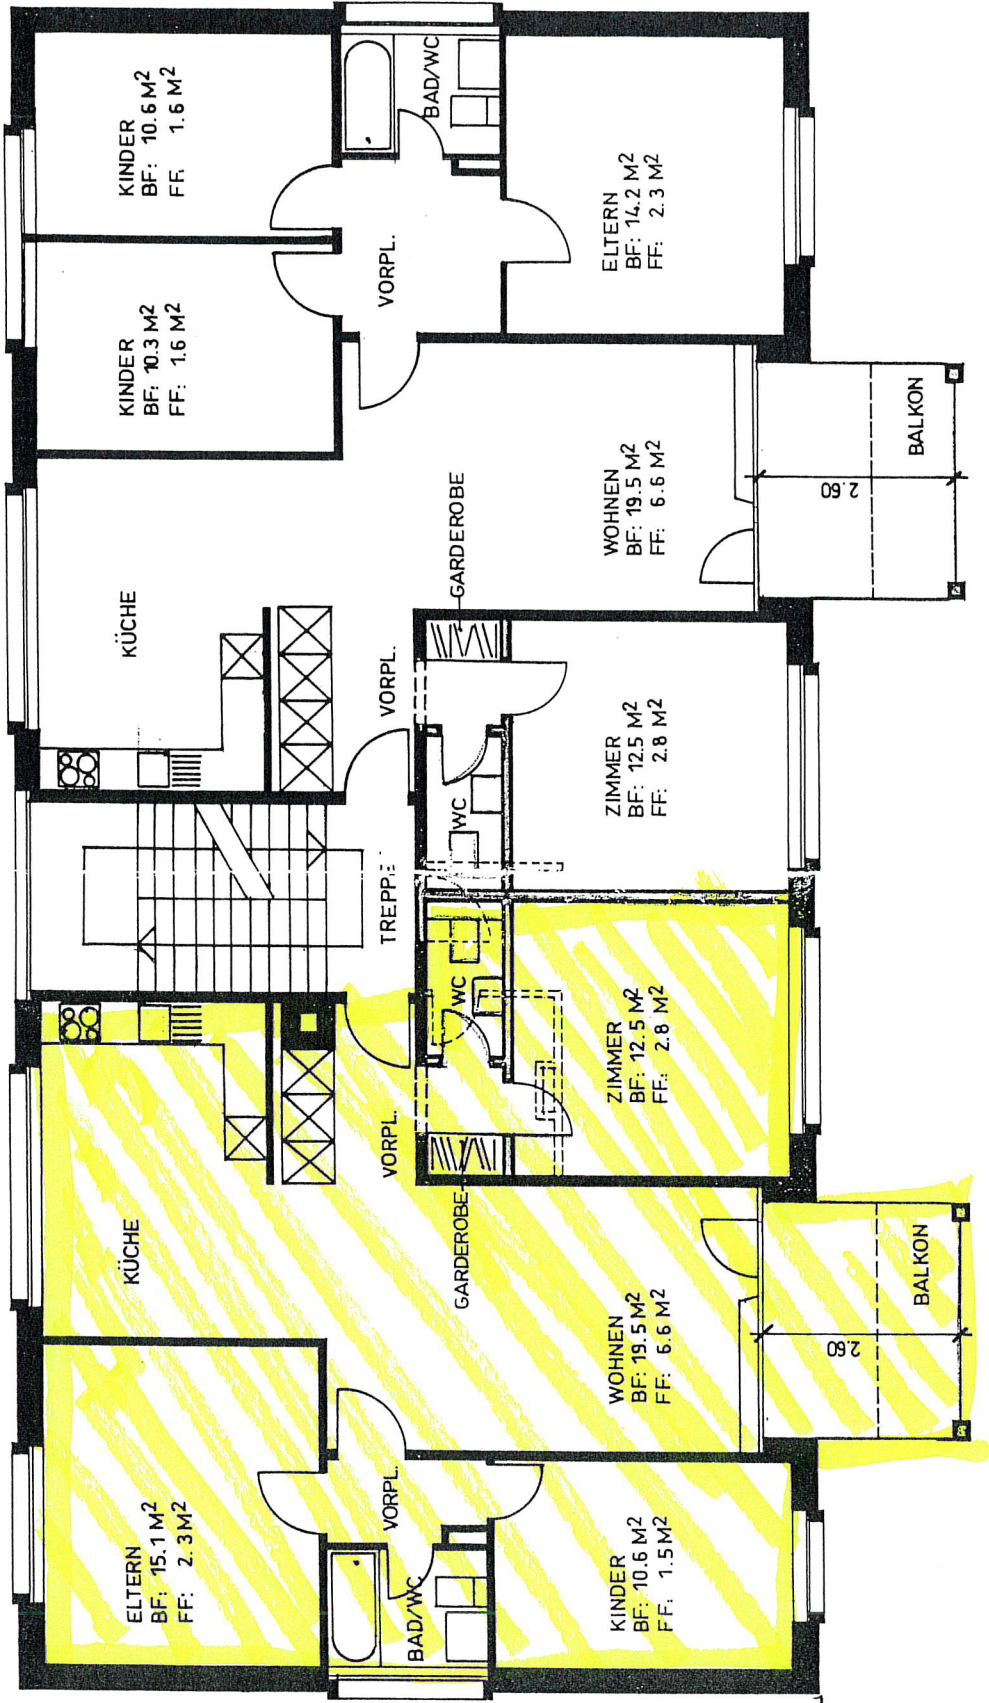 KINDER
BF: 10.6 M²
FF. 1.6 M²
BAD/WC
KINDER
BF: 10.3 M²
FF: 1.6 M²
VORPL.
ELTERN
BF: 14.2 M²
FF: 2.3 M²
KÜCHE
GARDEROBE
WOHNEN
BF: 19.5 M²
FF: 6.6 M²
BALKON
2.60
VORPL.
WC
ZIMMER
BF: 12.5 M²
FF: 2.8 M²
TREPPE
WC
ZIMMER
BF: 12.5 M²
FF: 2.8 M²
VORPL.
KÜCHE
GARDEROBE
WOHNEN
BF: 19.5 M²
FF: 6.6 M²
BALKON
2.60
ELTERN
BF: 15.1 M²
FF: 2.3 M²
VORPL.
BAD/WC
KINDER
BF: 10.6 M²
FF: 1.5 M²